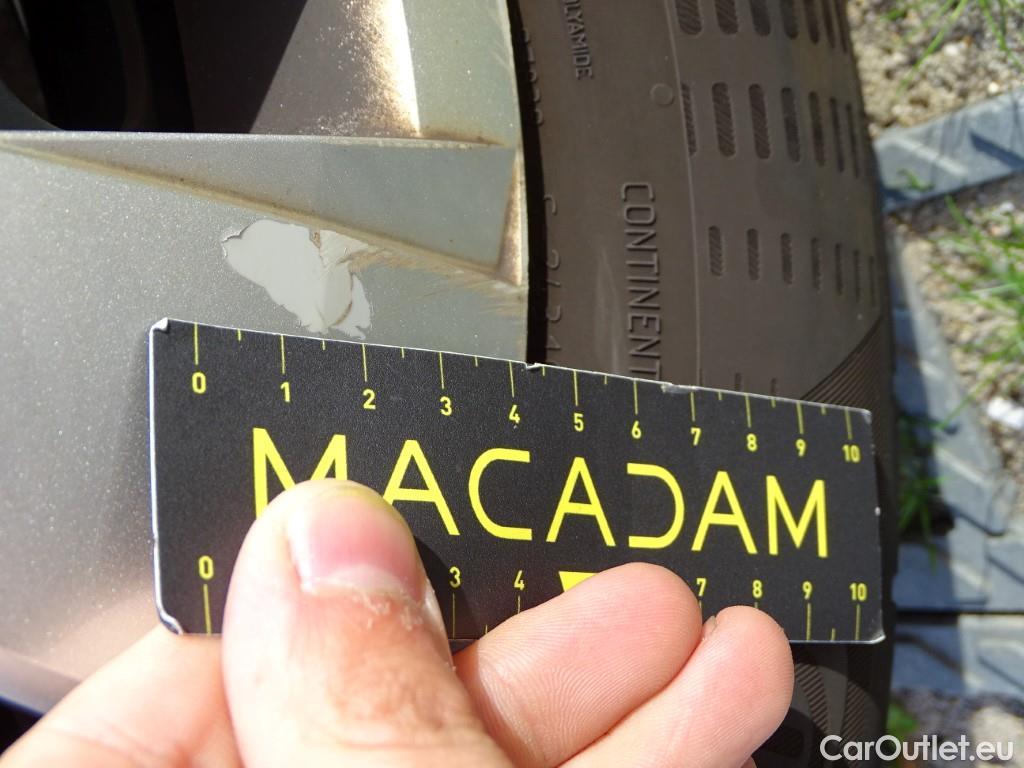 OLYAMIDE
CONTINENT
0 1 2 3 4 5 6 7 8 9 10
MACADAM
0 3 4 7 8 9 10
CarOutlet.eu